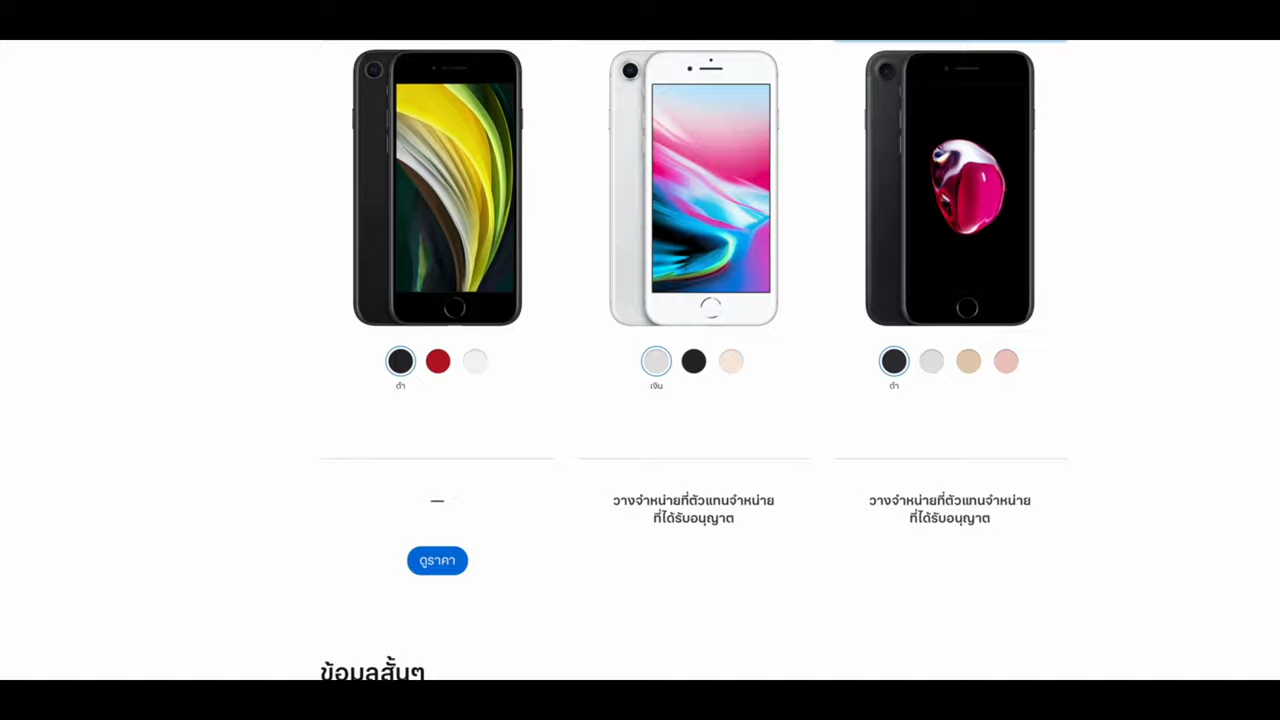 ดำ
เงิน
ดำ
—
วางจำหน่ายที่ตัวแทนจำหน่าย
ที่ได้รับอนุญาต
วางจำหน่ายที่ตัวแทนจำหน่าย
ที่ได้รับอนุญาต
ดูราคา
ข้อมูลสั้นๆ